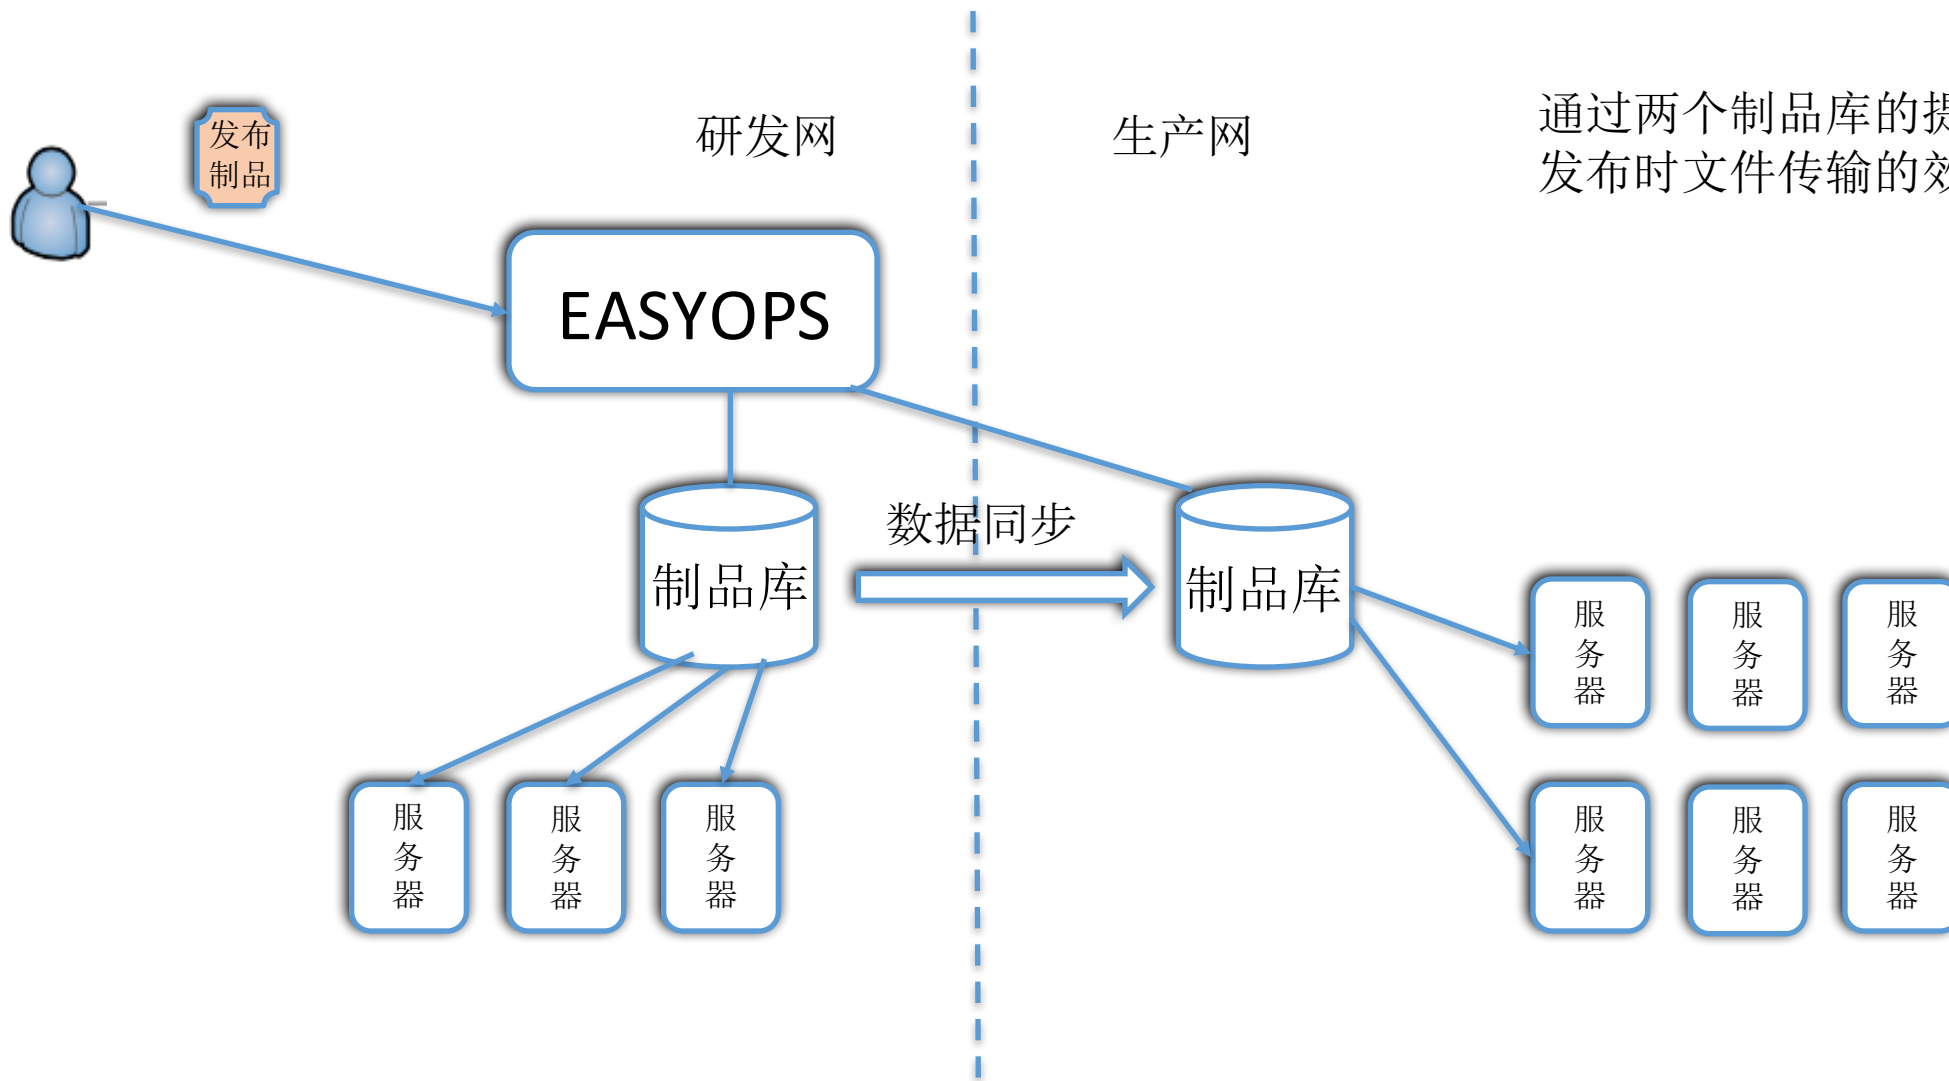 发布
制品
研发网
生产网
通过两个制品库的
发布时文件传输的
EASYOPS
数据同步
制品库
制品库
服
务
器
服
务
器
服
务
器
服
务
器
服
务
器
服
务
器
服
务
器
服
务
器
服
务
器